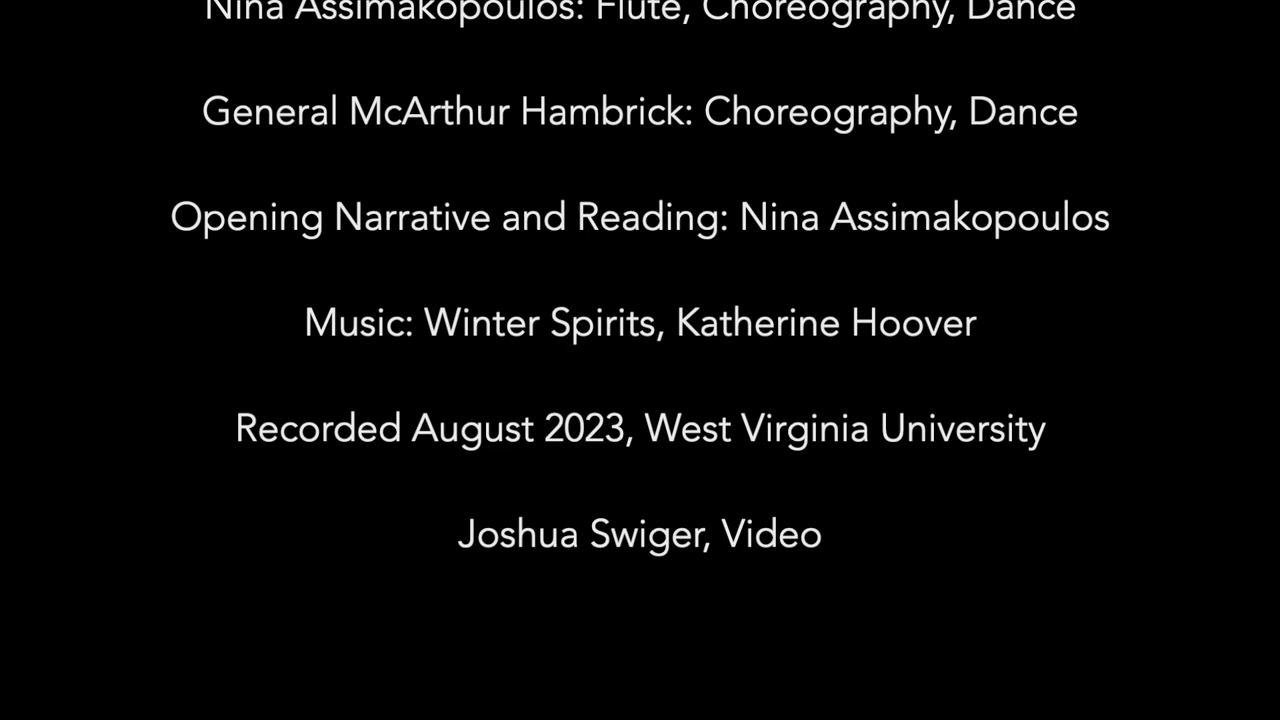 Nina Assimakopoulos: Flute, Choreography, Dance
General McArthur Hambrick: Choreography, Dance
Opening Narrative and Reading: Nina Assimakopoulos
Music: Winter Spirits, Katherine Hoover
Recorded August 2023, West Virginia University
Joshua Swiger, Video